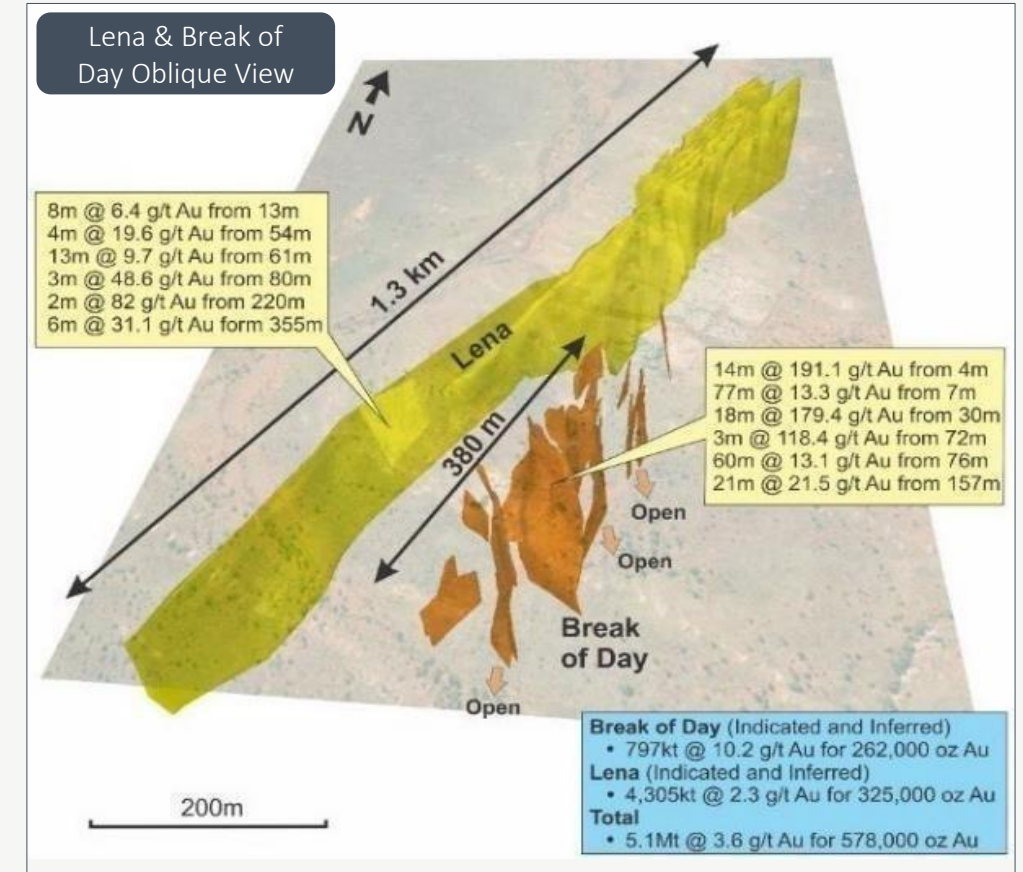 Lena & Break of
Day Oblique View
N
8m @ 6.4 g/t Au from 13m
4m @ 19.6 g/t Au from 54m
13m @ 9.7 g/t Au from 61m
3m @ 48.6 g/t Au from 80m
2m @ 82 g/t Au from 220m
6m @ 31.1 g/t Au form 355m
1.3 km
Lena
380 m
14m @ 191.1 g/t Au from 4m
77m @ 13.3 g/t Au from 7m
18m @ 179.4 g/t Au from 30m
3m @ 118.4 g/t Au from 72m
60m @ 13.1 g/t Au from 76m
21m @ 21.5 g/t Au from 157m
Open
Open
Break
of Day
Open
Break of Day (Indicated and Inferred)
• 797kt @ 10.2 g/t Au for 262,000 oz Au
Lena (Indicated and Inferred)
• 4,305kt @ 2.3 g/t Au for 325,000 oz Au
Total
• 5.1Mt @ 3.6 g/t Au for 578,000 oz Au
200m